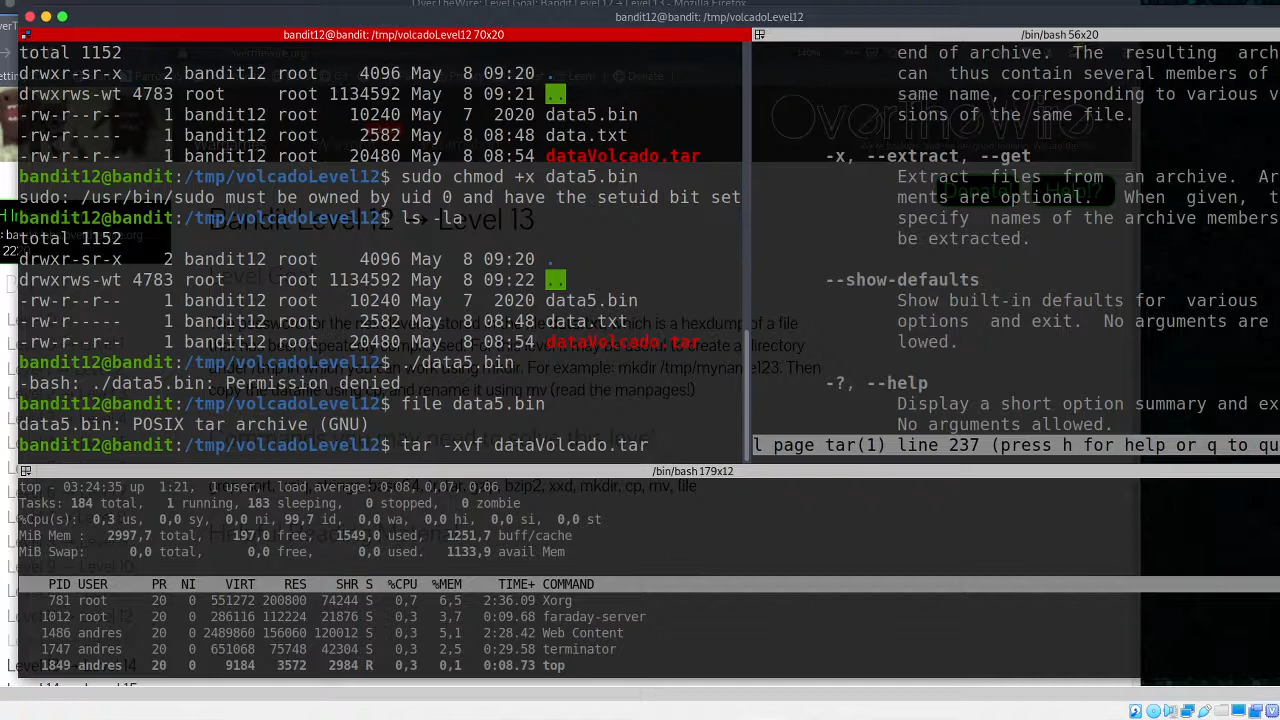 OverTheWire: Level Goal: Bandit Level 12 → Level 13 - Mozilla Firefox
bandit12@bandit: /tmp/volcadoLevel12
bandit12@bandit: /tmp/volcadoLevel12 70x20
total 1152
drwxr-sr-x    2 bandit12 root    4096 May  8 09:20 .
drwxrws-wt 4783 root     root 1134592 May  8 09:21 ..
-rw-r--r--    1 bandit12 root   10240 May  7  2020 data5.bin
-rw-r-----    1 bandit12 root    2582 May  8 08:48 data.txt
-rw-r--r--    1 bandit12 root   20480 May  8 08:54 dataVolcado.tar
bandit12@bandit:/tmp/volcadoLevel12$ sudo chmod +x data5.bin
sudo: /usr/bin/sudo must be owned by uid 0 and have the setuid bit set
bandit12@bandit:/tmp/volcadoLevel12$ ls -la
total 1152
drwxr-sr-x    2 bandit12 root    4096 May  8 09:20 .
drwxrws-wt 4783 root     root 1134592 May  8 09:22 ..
-rw-r--r--    1 bandit12 root   10240 May  7  2020 data5.bin
-rw-r-----    1 bandit12 root    2582 May  8 08:48 data.txt
-rw-r--r--    1 bandit12 root   20480 May  8 08:54 dataVolcado.tar
bandit12@bandit:/tmp/volcadoLevel12$ ./data5.bin
-bash: ./data5.bin: Permission denied
bandit12@bandit:/tmp/volcadoLevel12$ file data5.bin
data5.bin: POSIX tar archive (GNU)
bandit12@bandit:/tmp/volcadoLevel12$ tar -xvf dataVolcado.tar
/bin/bash 56x20
end of archive.  The resulting  arch
can  thus contain several members of
same name, corresponding to various v
sions of the same file.
-x, --extract, --get
Extract  files  from  an  archive.  Ar
ments are optional.  When  given,  t
specify  names of the archive members
be extracted.
--show-defaults
Show built-in defaults for  various
options  and exit.  No arguments are
lowed.
-?, --help
Display a short option summary and ex
No arguments allowed.
l page tar(1) line 237 (press h for help or q to qu
Bandit Level 12 → Level 13
Level Goal
/bin/bash 179x12
top - 03:24:35 up  1:21,  1 user,  load average: 0,08, 0,07, 0,06
Tasks: 184 total,   1 running, 183 sleeping,   0 stopped,   0 zombie
%Cpu(s):  0,3 us,  0,0 sy,  0,0 ni, 99,7 id,  0,0 wa,  0,0 hi,  0,0 si,  0,0 st
MiB Mem :   2997,7 total,    197,0 free,   1549,0 used,   1251,7 buff/cache
MiB Swap:      0,0 total,      0,0 free,      0,0 used.   1133,9 avail Mem
PID USER      PR  NI    VIRT    RES    SHR S  %CPU  %MEM     TIME+ COMMAND
781 root      20   0  551272 200800  74244 S   0,7   6,5   2:36.09 Xorg
1012 root      20   0  286116 112224  21876 S   0,3   3,7   0:09.68 faraday-server
1486 andres    20   0 2489860 156060 120012 S   0,3   5,1   2:28.42 Web Content
1747 andres    20   0  651068  75748  42304 S   0,3   2,5   0:29.58 terminator
1849 andres    20   0    9184   3572   2984 R   0,3   0,1   0:08.73 top